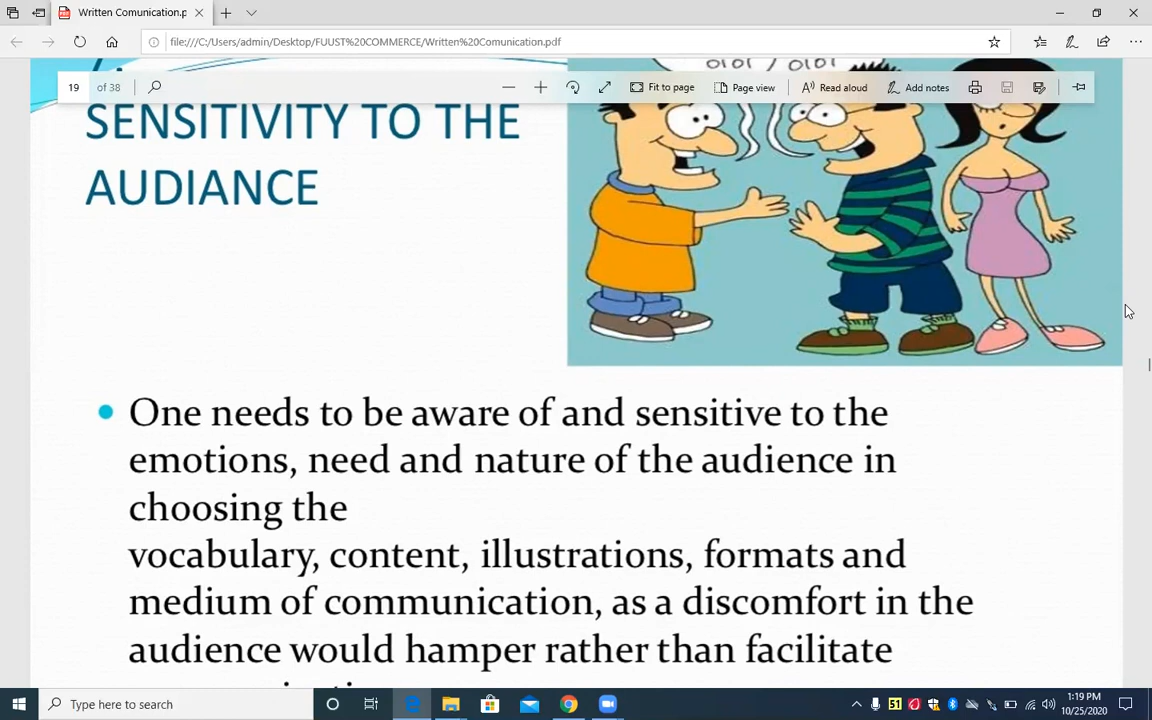 Written Comunication.p
file:///C:/Users/admin/Desktop/FUUST%20COMMERCE/Written%20Comunication.pdf
19 of 38
Fit to page
Page view
Read aloud
Add notes
0101 / 0101
SENSITIVITY TO THE
AUDIANCE
One needs to be aware of and sensitive to the
emotions, need and nature of the audience in
choosing the
vocabulary, content, illustrations, formats and
medium of communication, as a discomfort in the
audience would hamper rather than facilitate
Type here to search
51
1:19 PM
10/25/2020